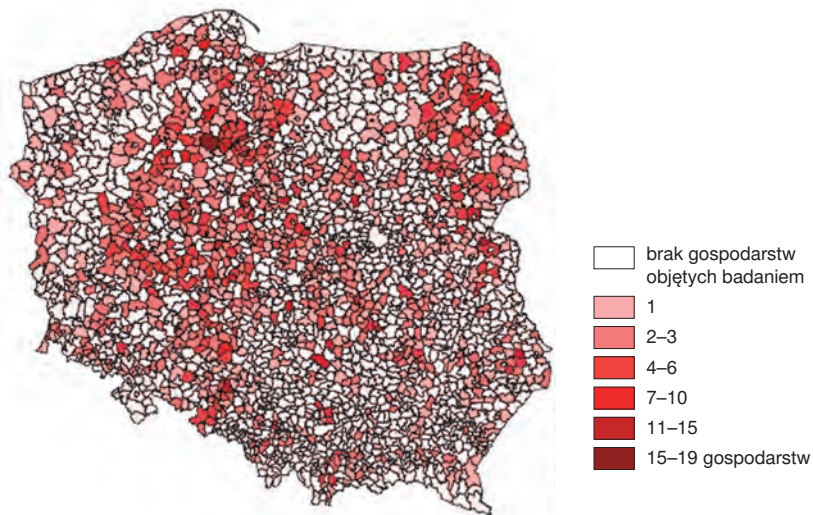 brak gospodarstw
objętych badaniem
1
2–3
4–6
7–10
11–15
15–19 gospodarstw